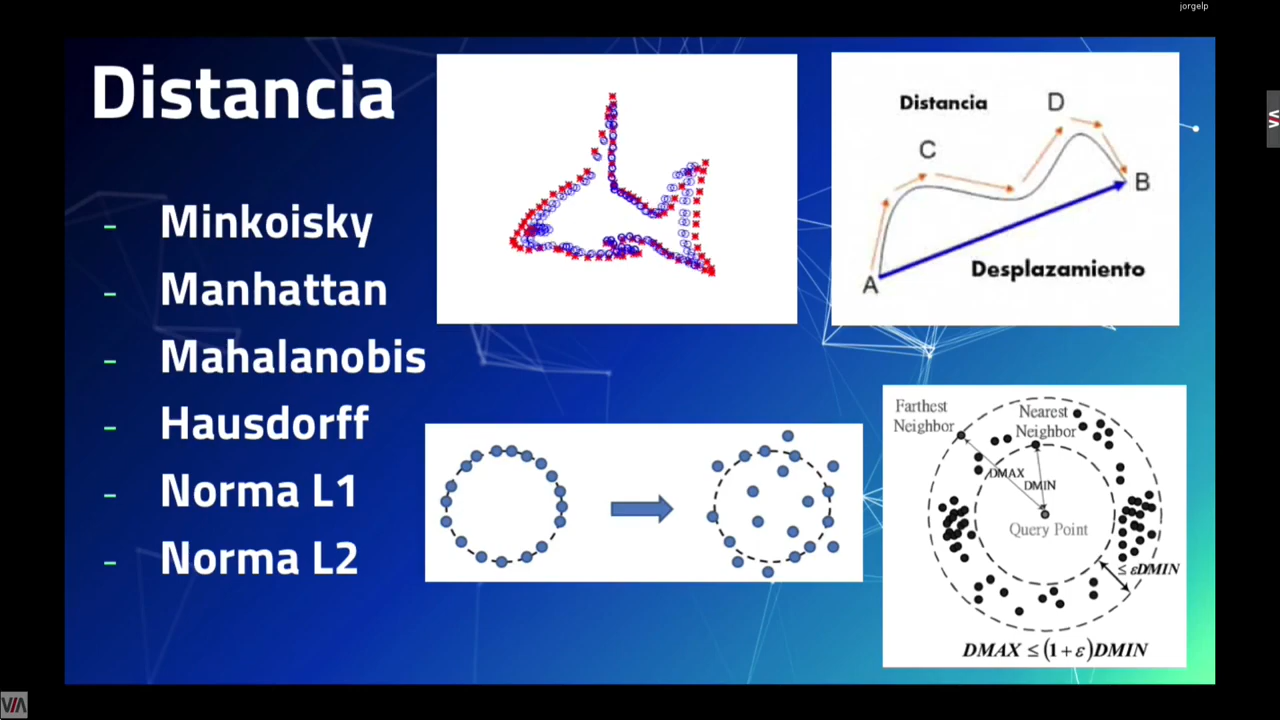 jorgelp
Distancia
- Minkoisky
- Manhattan
- Mahalanobis
- Hausdorff
- Norma L1
- Norma L2
Distancia
D
C
B
A
Desplazamiento
Farthest
Neighbor
Nearest
Neighbor
DMAX
DMIN
Query Point
≤ εDMIN
DMAX ≤ (1 + ε)DMIN
VIA